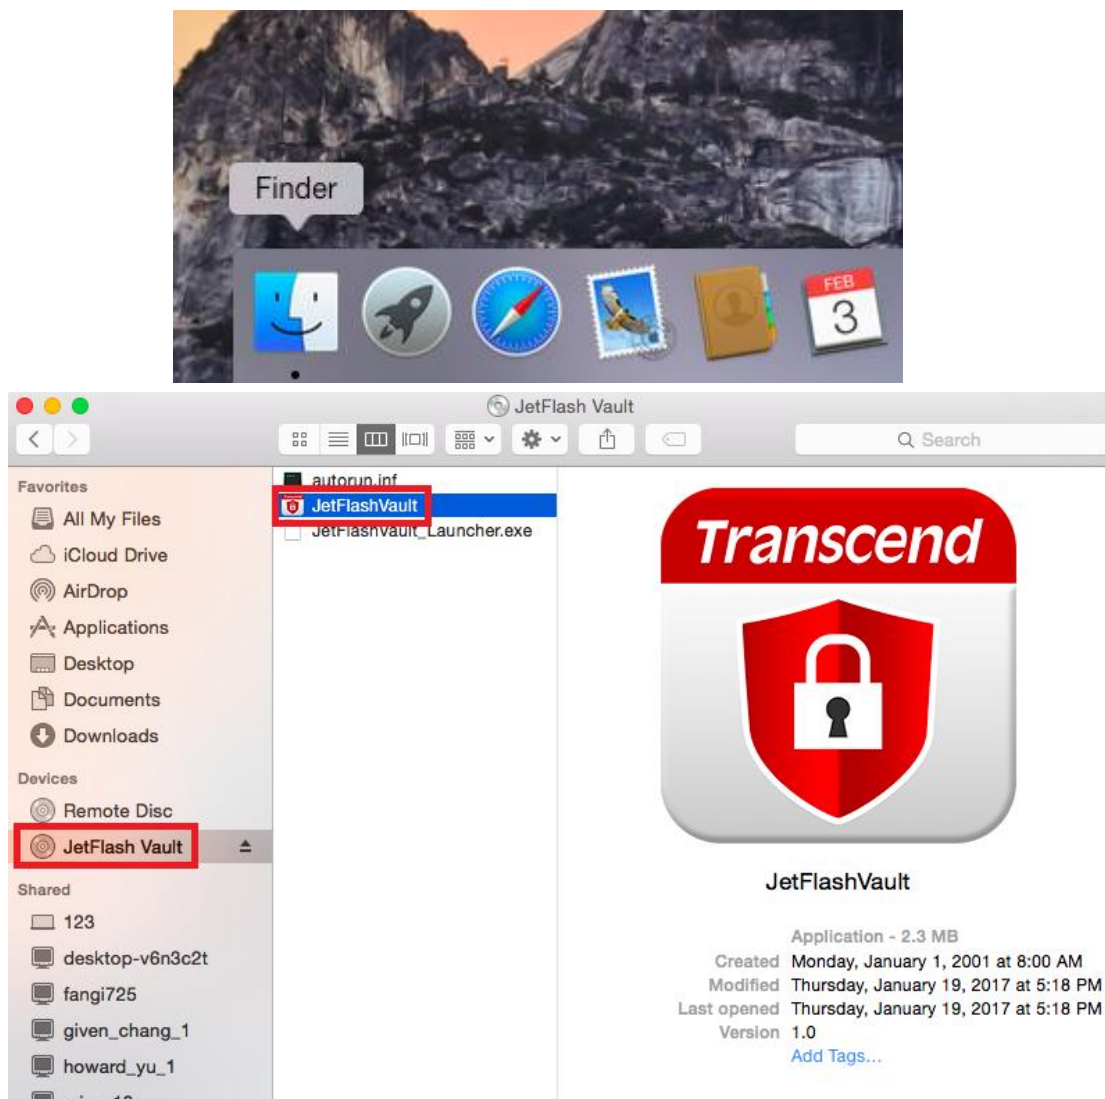 Finder
FEB
3
JetFlash Vault
Search
Favorites
All My Files
iCloud Drive
AirDrop
Applications
Desktop
Documents
Downloads
Devices
Remote Disc
JetFlash Vault
Shared
123
desktop-v6n3c2t
fangi725
given_chang_1
howard_yu_1
autorun.inf
JetFlashVault
JetFlashVault_Launcher.exe
Transcend
JetFlashVault
Application - 2.3 MB
Created Monday, January 1, 2001 at 8:00 AM
Modified Thursday, January 19, 2017 at 5:18 PM
Last opened Thursday, January 19, 2017 at 5:18 PM
Version 1.0
Add Tags...